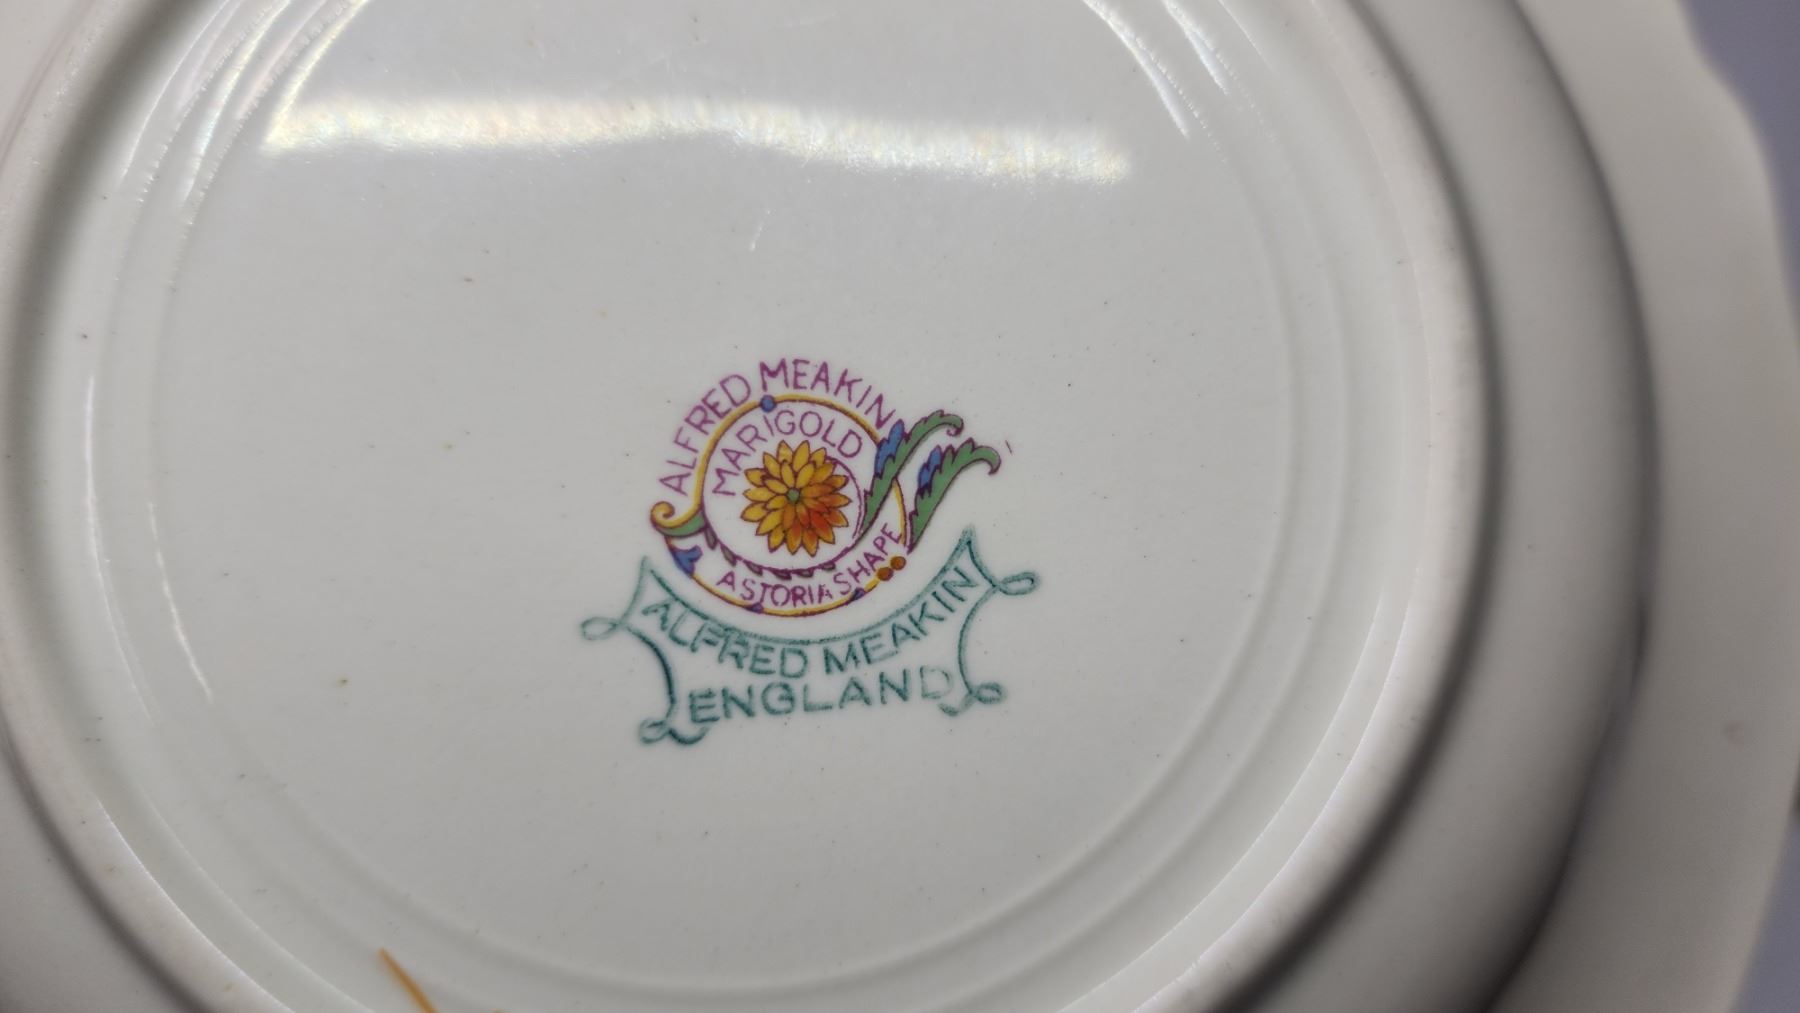 ALFRED MEAKIN
MARIGOLD
ASTORIA SHAPE
ALFRED MEAKIN
ENGLAND